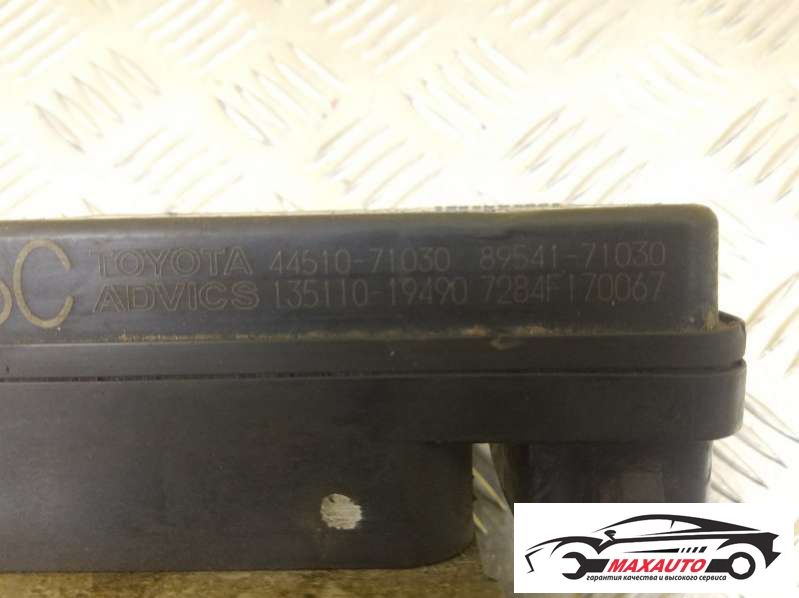 TOYOTA 44510-71030 89541-71030
ADVICS 135110-19490 7284F170067
MAXAUTO
гарантия качества и высокого сервиса